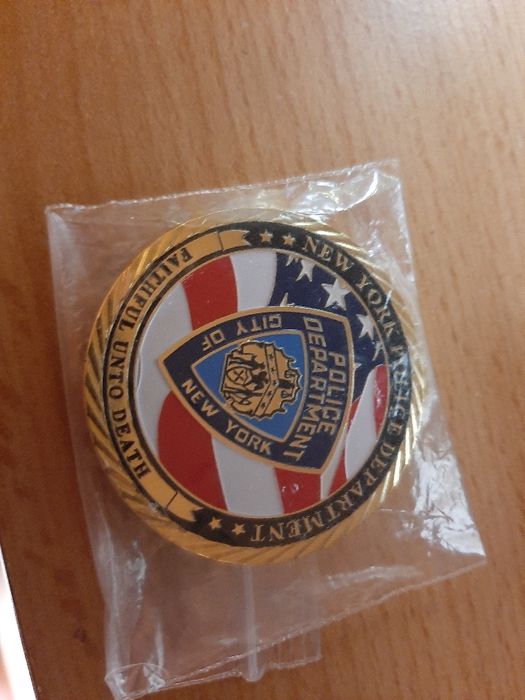 NEW YORK POLICE DEPARTMENT
POLICE
DEPARTMENT
CITY OF
NEW YORK
FAITHFUL UNTO DEATH